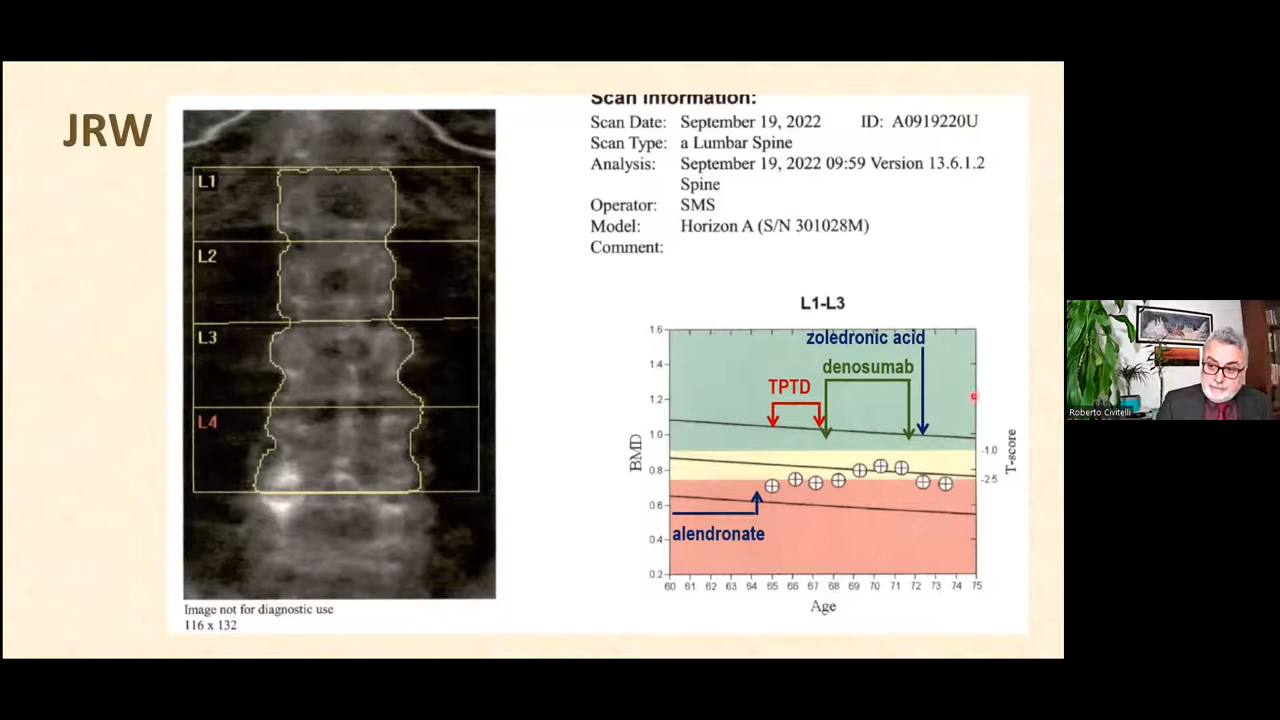 JRW
L1
L2
L3
L4
Image not for diagnostic use
116 x 132
Scan Information:
Scan Date: September 19, 2022 ID: A0919220U
Scan Type: a Lumbar Spine
Analysis: September 19, 2022 09:59 Version 13.6.1.2
Spine
Operator: SMS
Model: Horizon A (S/N 301028M)
Comment:
L1-L3
zoledronic acid
denosumab
TPTD
alendronate
BMD
1.6
1.4
1.2
1.0
0.8
0.6
0.4
0.2
T-score
-1.0
-2.5
60 61 62 63 64 65 66 67 68 69 70 71 72 73 74 75
Age
Roberto Civitelli